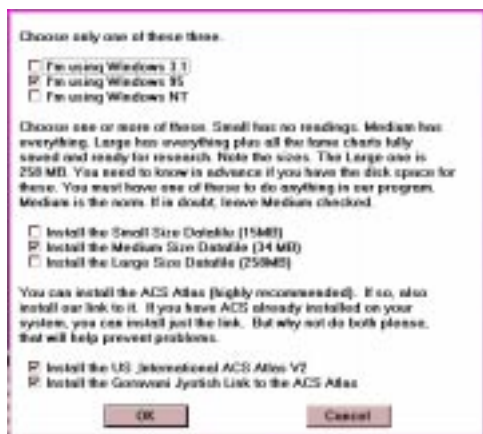 Choose only one of these three.
I'm using Windows 3.1
I'm using Windows 95
I'm using Windows NT
Choose one or more of these. Small has no readings. Medium has
everything. Large has everything plus all the fame charts fully
saved and ready for research. Note the sizes. The Large one is
258 MB. You need to know in advance if you have the disk space for
these. You must have one of these to do anything in our program.
Medium is the norm. If in doubt, leave Medium checked.
Install the Small Size Datafile (15MB)
Install the Medium Size Datafile (34 MB)
Install the Large Size Datafile (258MB)
You can install the ACS Atlas (highly recommended). If so, also
install our link to it. If you have ACS already installed on your
system, you can install just the link. But why not do both please,
that will help prevent problems.
Install the US ,International ACS Atlas V2
Install the Goravani Jyotish Link to the ACS Atlas
OK
Cancel